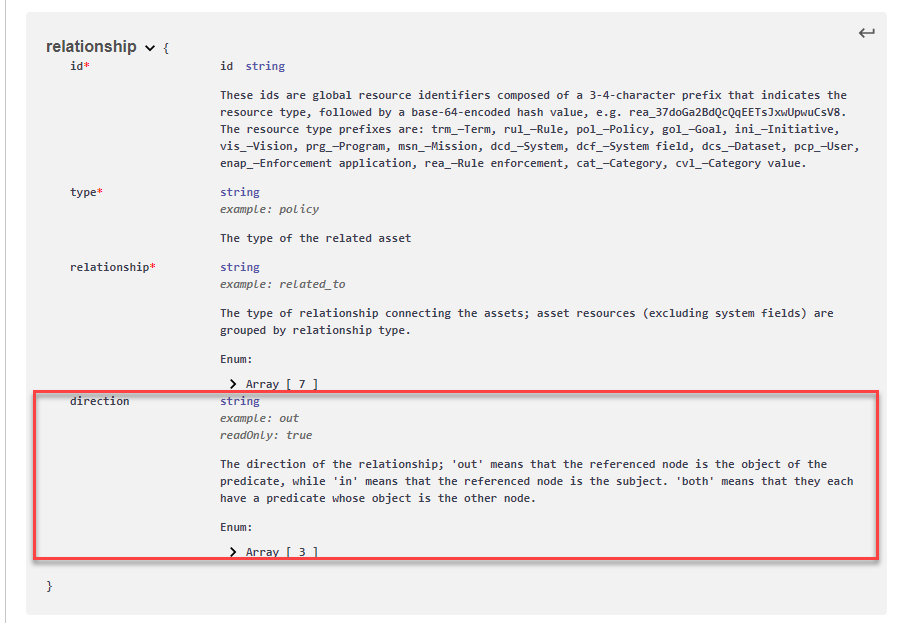 relationship {
id* id string
These ids are global resource identifiers composed of a 3-4-character prefix that indicates the
resource type, followed by a base-64-encoded hash value, e.g. rea_37doGa2BdQcQqEETsJxwUpwuCsV8.
The resource type prefixes are: trm_—Term, rul_—Rule, pol_—Policy, gol_—Goal, ini_—Initiative,
vis_—Vision, prg_—Program, msn_—Mission, dcd_—System, dcf_—System field, dcs_—Dataset, pcp_—User,
enap_—Enforcement application, rea_—Rule enforcement, cat_—Category, cvl_—Category value.
type* string
example: policy
The type of the related asset
relationship* string
example: related_to
The type of relationship connecting the assets; asset resources (excluding system fields) are
grouped by relationship type.
Enum:
Array [ 7 ]
direction string
example: out
readOnly: true
The direction of the relationship; 'out' means that the referenced node is the object of the
predicate, while 'in' means that the referenced node is the subject. 'both' means that they each
have a predicate whose object is the other node.
Enum:
Array [ 3 ]
}